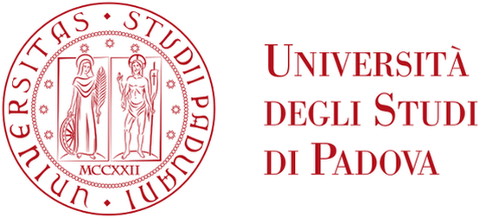 UNIVERSITAS STUDII PADUANI
MCCXXII
UNIVERSITÀ
DEGLI STUDI
DI PADOVA